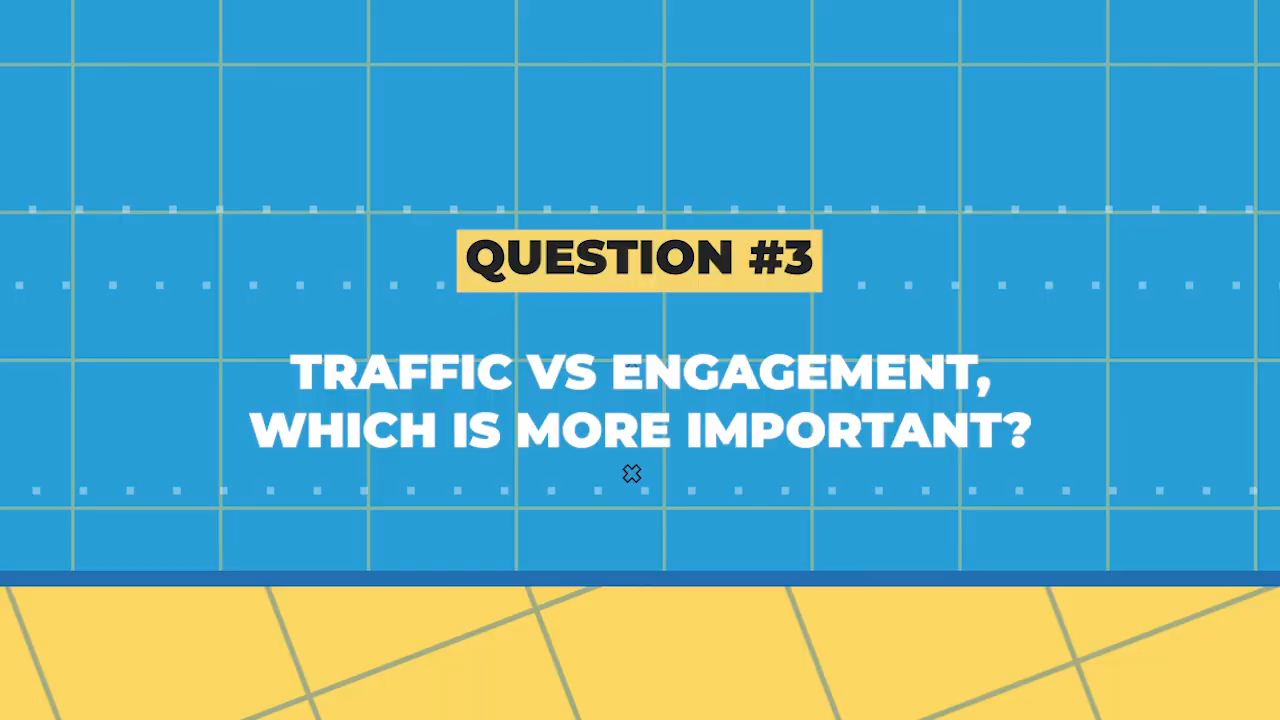 QUESTION #3
TRAFFIC VS ENGAGEMENT,
WHICH IS MORE IMPORTANT?